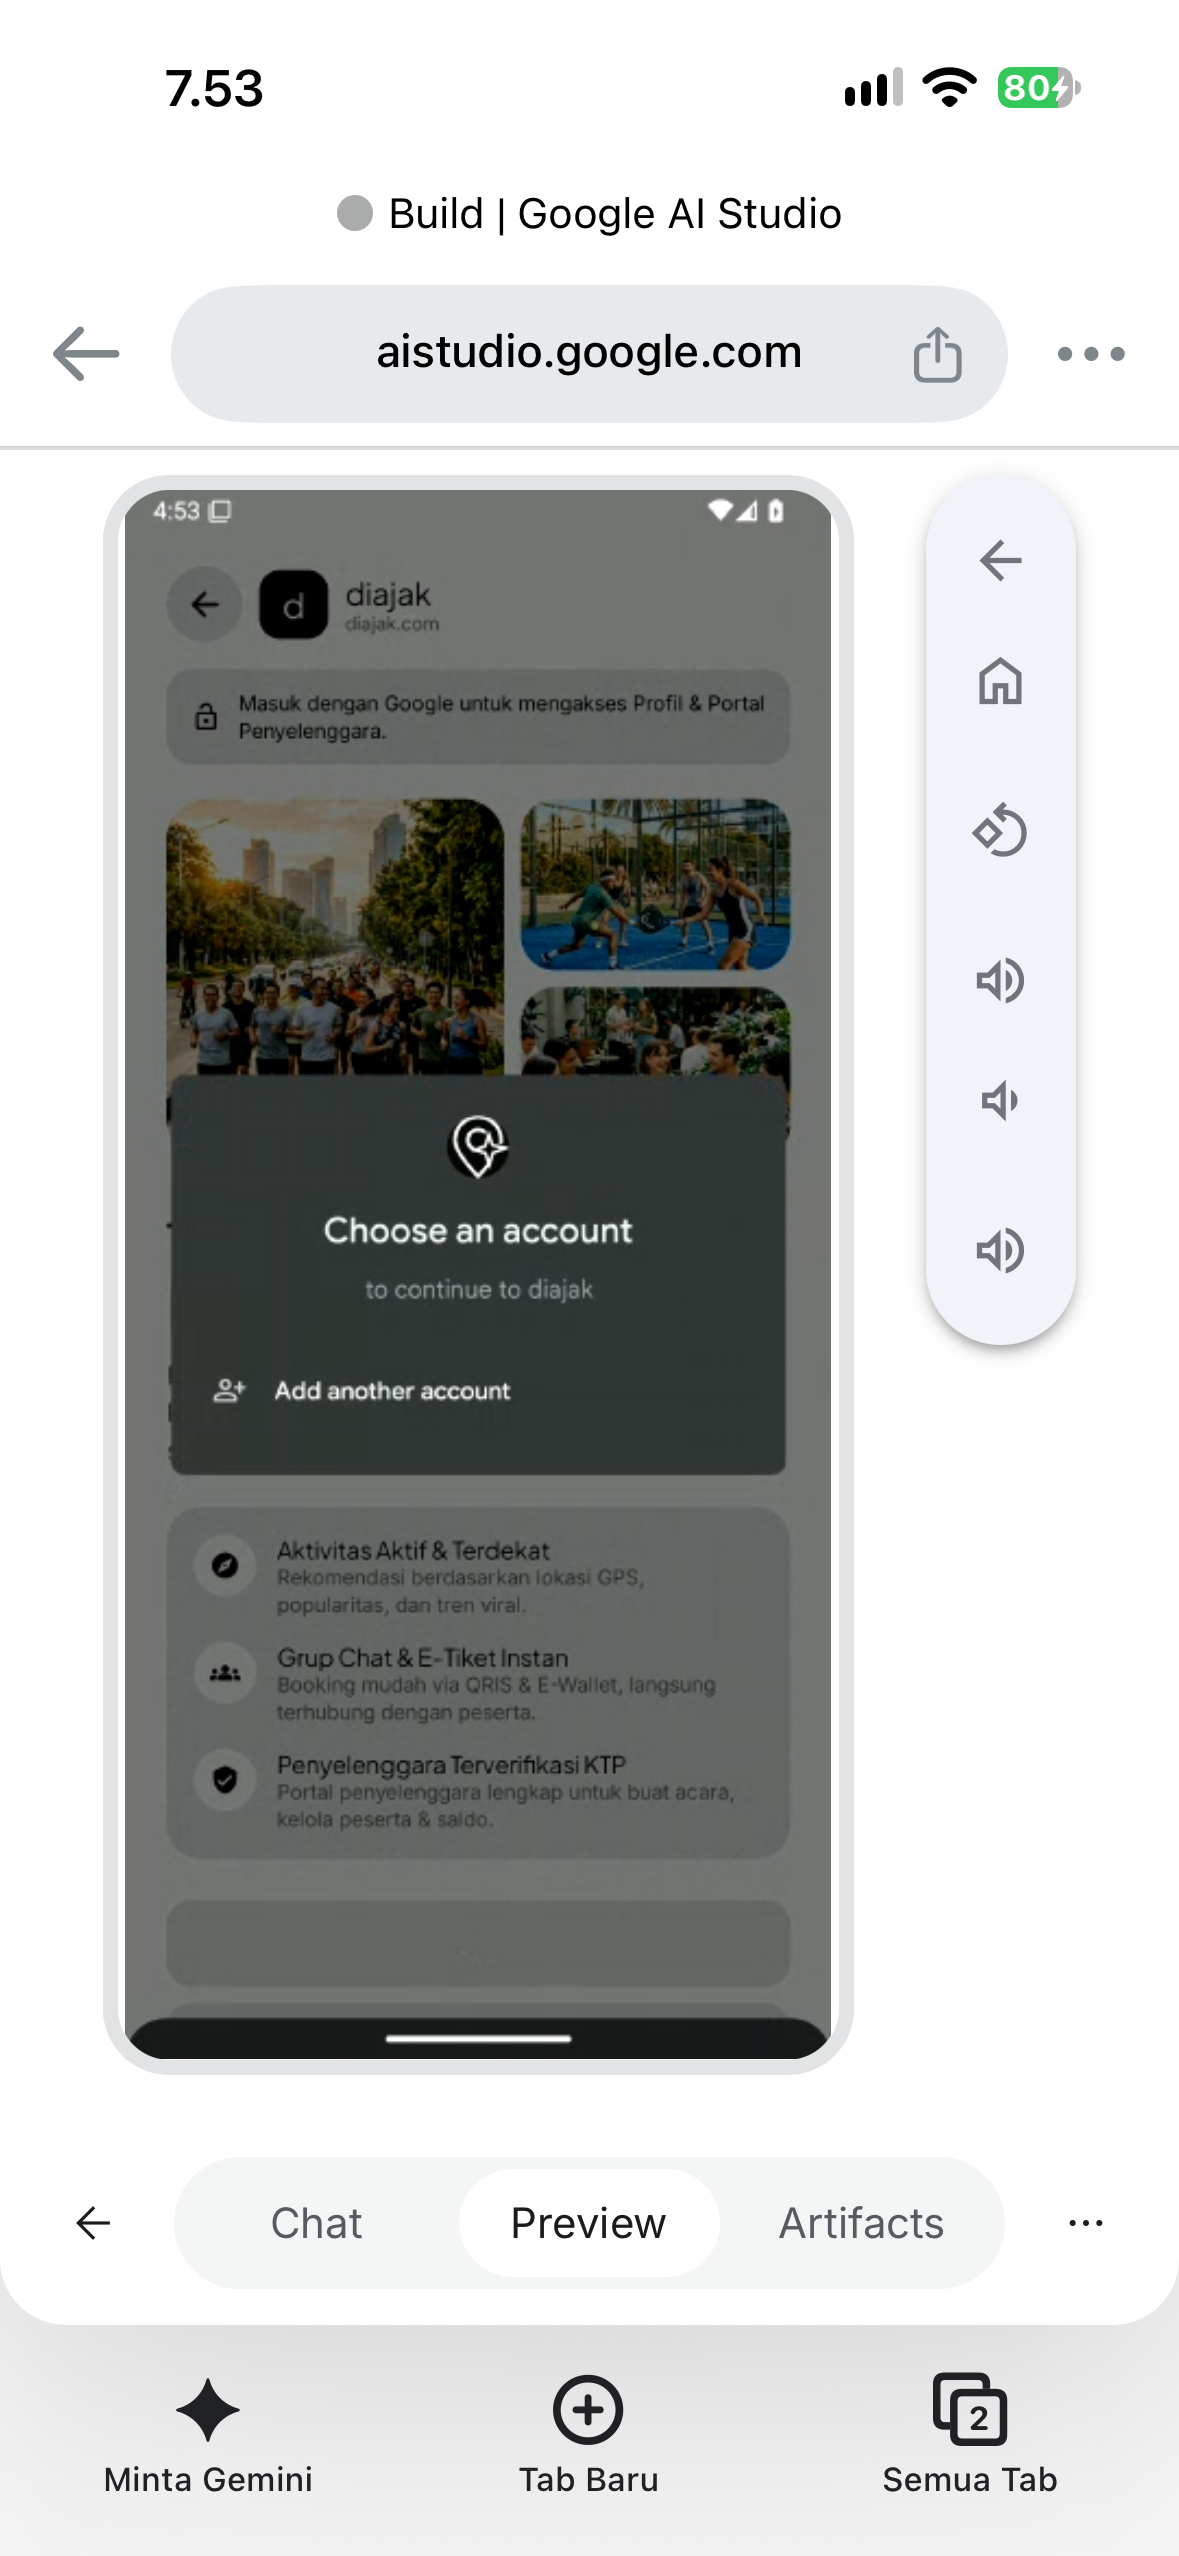 7.53
80
Build | Google AI Studio
aistudio.google.com
4:53
d
diajak
diajak.com
Masuk dengan Google untuk mengakses Profil & Portal
Penyelenggara.
Choose an account
to continue to diajak
Add another account
Aktivitas Aktif & Terdekat
Rekomendasi berdasarkan lokasi GPS,
popularitas, dan tren viral.
Grup Chat & E-Tiket Instan
Booking mudah via QRIS & E-Wallet, langsung
terhubung dengan peserta.
Penyelenggara Terverifikasi KTP
Portal penyelenggara lengkap untuk buat acara,
kelola peserta & saldo.
Chat
Preview
Artifacts
2
Minta Gemini
Tab Baru
Semua Tab